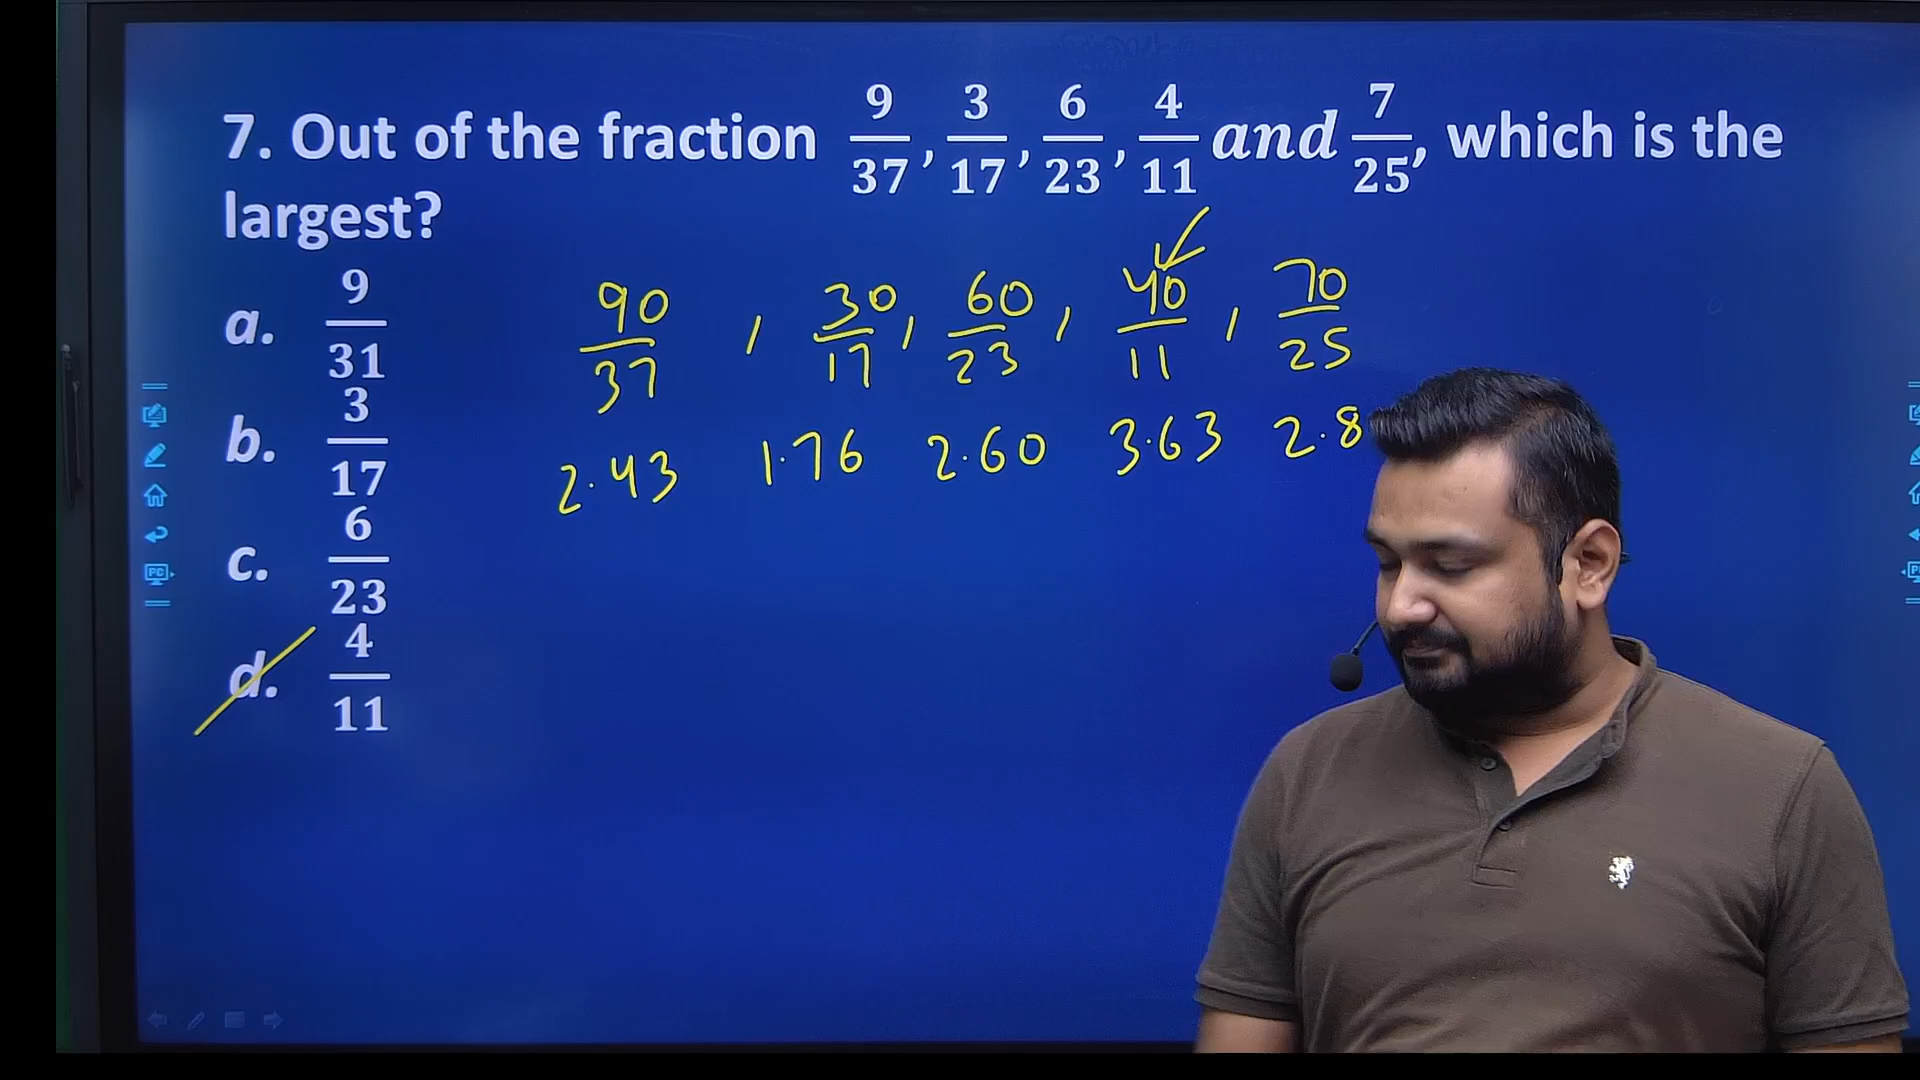 7. Out of the fraction 9/37, 3/17, 6/23, 4/11 and 7/25, which is the
largest?
a. 9/31
b. 3/17
c. 6/23
d. 4/11
90/37, 30/17, 60/23, 40/11, 70/25
2.43 1.76 2.60 3.63 2.8
PC